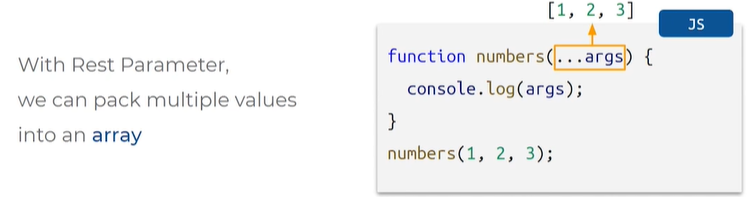 With Rest Parameter,
we can pack multiple values
into an array
[1, 2, 3]
JS
function numbers(...args) {
  console.log(args);
}
numbers(1, 2, 3);